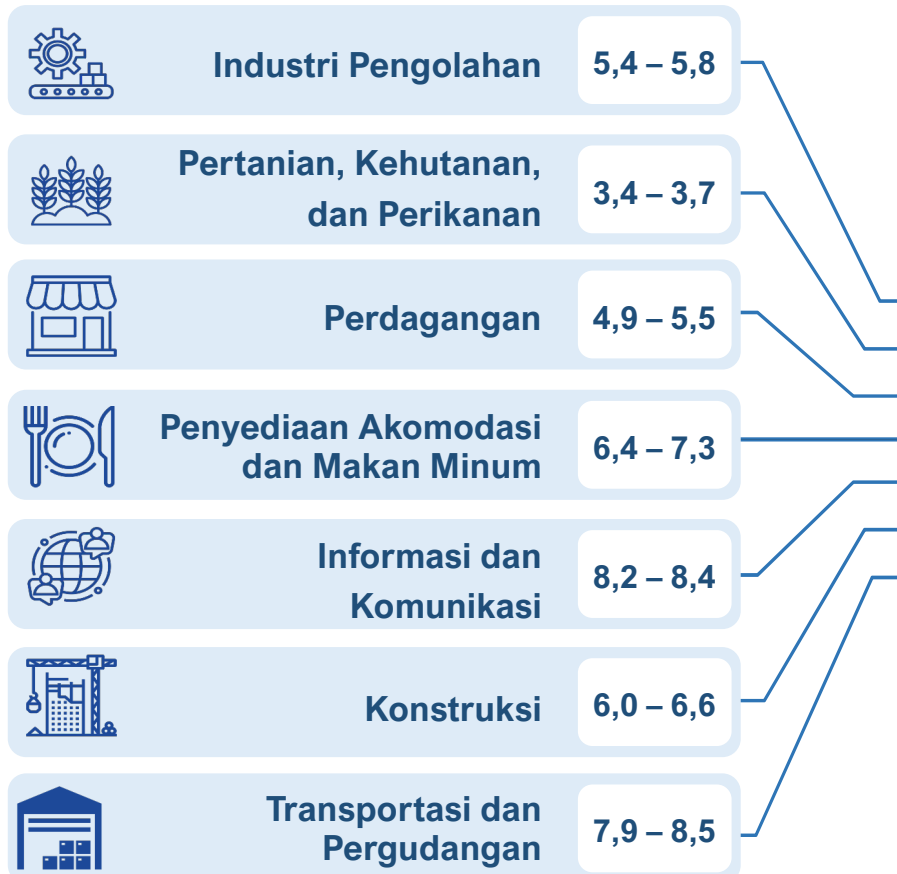 Industri Pengolahan 5,4 – 5,8
Pertanian, Kehutanan,
dan Perikanan 3,4 – 3,7
Perdagangan 4,9 – 5,5
Penyediaan Akomodasi
dan Makan Minum 6,4 – 7,3
Informasi dan
Komunikasi 8,2 – 8,4
Konstruksi 6,0 – 6,6
Transportasi dan
Pergudangan 7,9 – 8,5